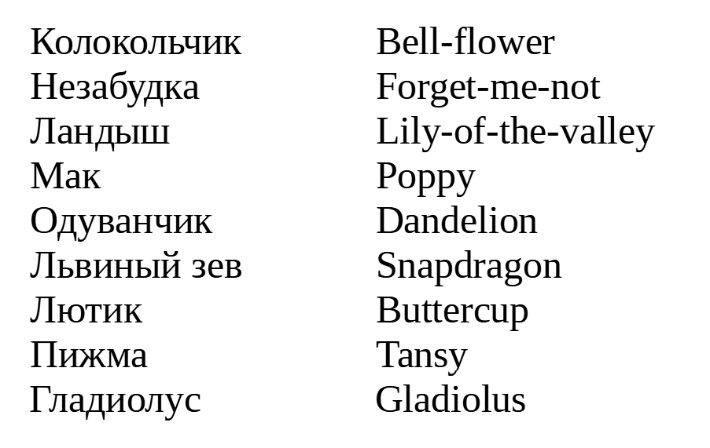 Колокольчик Bell-flower
Незабудка Forget-me-not
Ландыш Lily-of-the-valley
Мак Poppy
Одуванчик Dandelion
Львиный зев Snapdragon
Лютик Buttercup
Пижма Tansy
Гладиолус Gladiolus